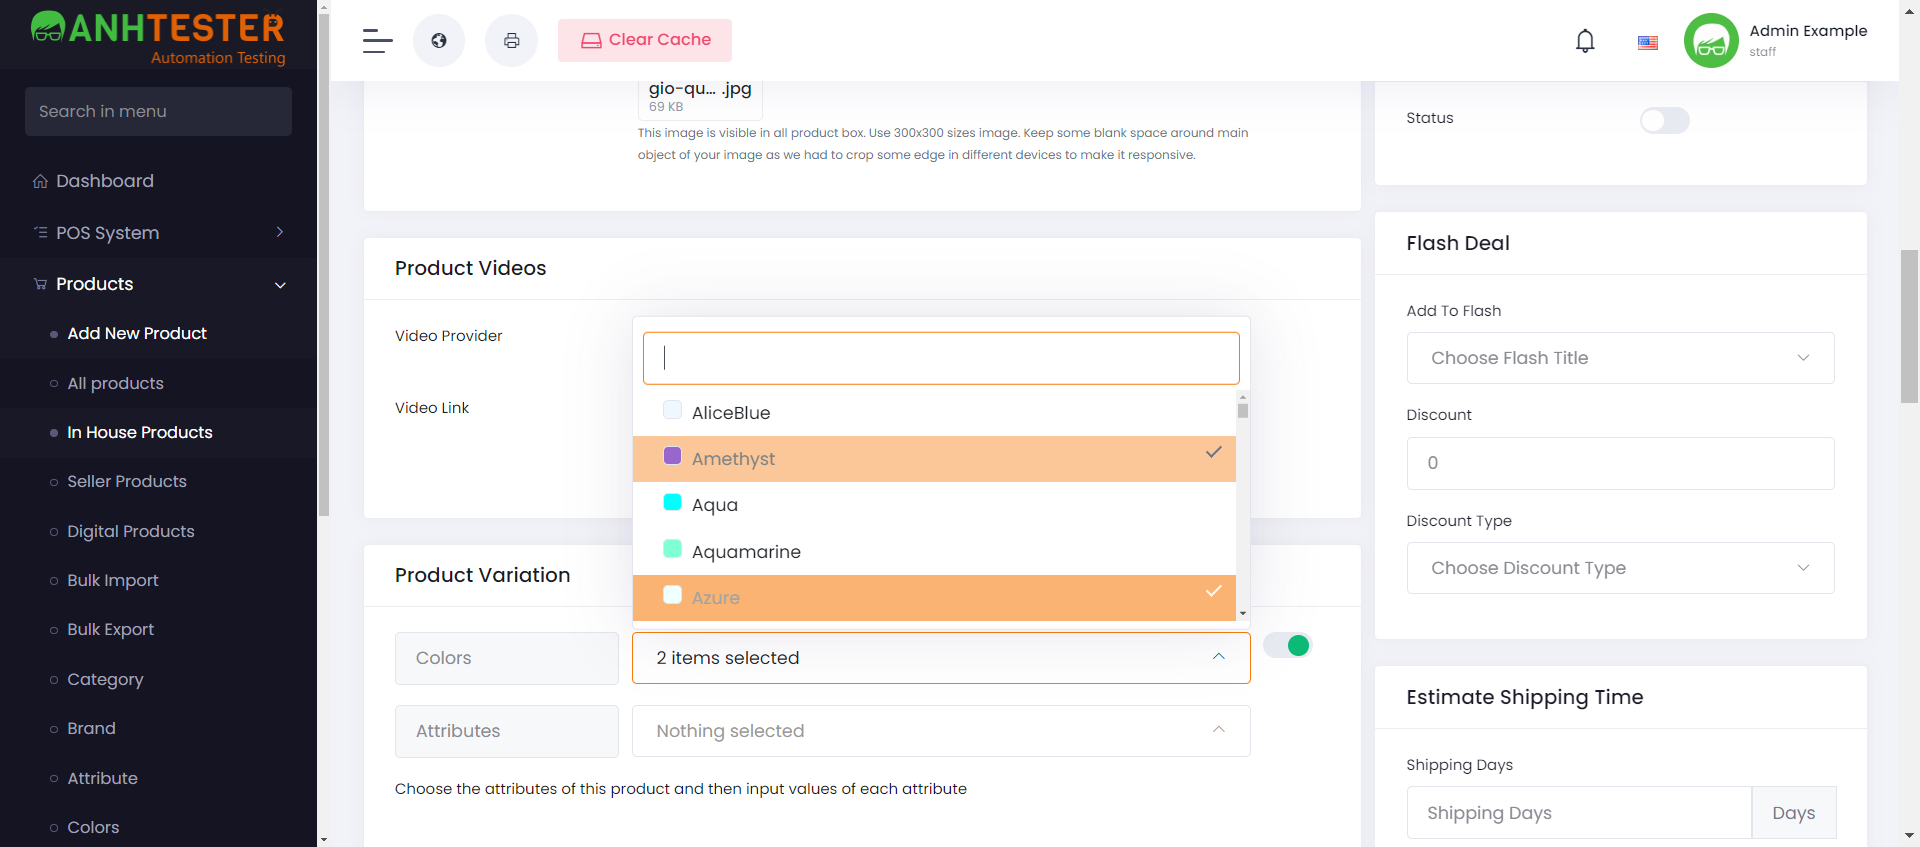 ANHTESTER
Automation Testing
Search in menu
Dashboard
POS System
Products
Add New Product
All products
In House Products
Seller Products
Digital Products
Bulk Import
Bulk Export
Category
Brand
Attribute
Colors
Clear Cache
Admin Example
staff
gio-qu... .jpg
69 KB
This image is visible in all product box. Use 300x300 sizes image. Keep some blank space around main
object of your image as we had to crop some edge in different devices to make it responsive.
Product Videos
Video Provider
Video Link
AliceBlue
Amethyst
Aqua
Aquamarine
Azure
Product Variation
Colors
2 items selected
Attributes
Nothing selected
Choose the attributes of this product and then input values of each attribute
Status
Flash Deal
Add To Flash
Choose Flash Title
Discount
0
Discount Type
Choose Discount Type
Estimate Shipping Time
Shipping Days
Shipping Days
Days